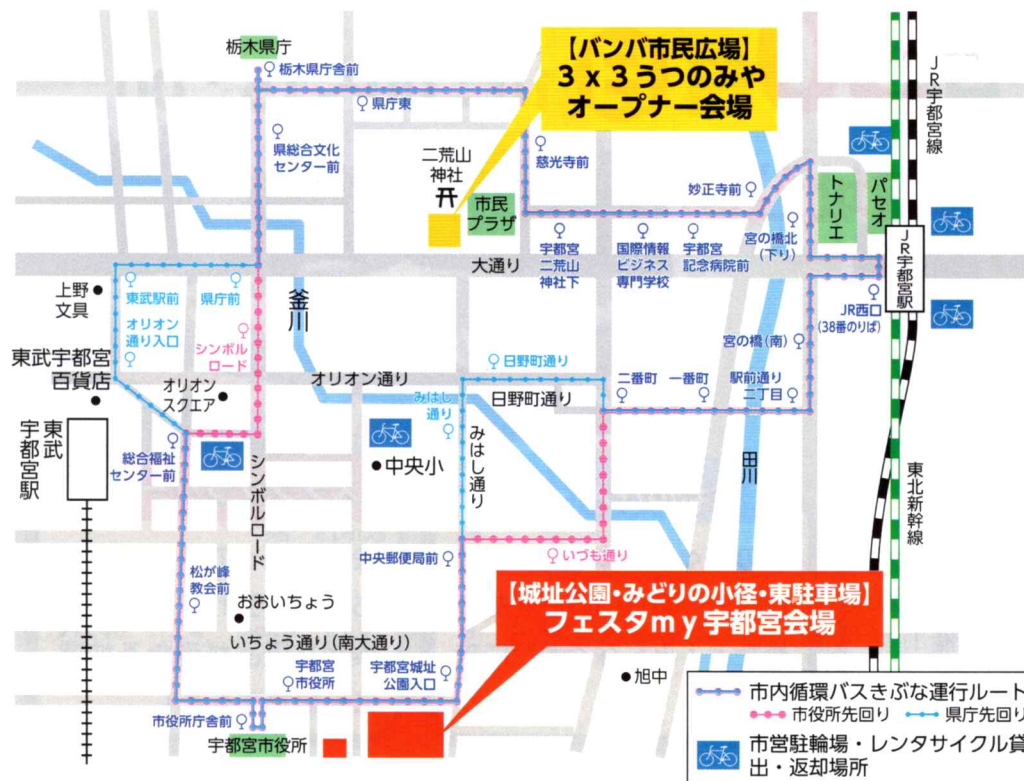 栃木県庁
栃木県庁舎前
県庁東
県総合文化
センター前
【バンバ市民広場】
3x3うつのみや
オープナー会場
二荒山
神社
市民
プラザ
慈光寺前
妙正寺前
トナリエ
パセオ
JR宇都宮線
JR宇都宮駅
宮の橋北
(下り)
宇都宮
二荒山
神社下
国際情報
ビジネス
専門学校
宇都宮
記念病院前
大通り
上野
文具
東武駅前
県庁前
オリオン
通り入口
釜川
シンボル
ロード
JR西口
(38番のりば)
宮の橋(南)
東武宇都宮
百貨店
オリオン
スクエア
オリオン通り
日野町通り
日野町通り
二番町
一番町
駅前通り
二丁目
みはし
通り
みはし通り
中央小
田川
東武
宇都宮駅
総合福祉
センター前
シンボルロード
東北新幹線
中央郵便局前
いづも通り
松が峰
教会前
おおいちょう
いちょう通り(南大通り)
【城址公園・みどりの小径・東駐車場】
フェスタmy宇都宮会場
宇都宮
市役所
宇都宮城址
公園入口
旭中
市役所庁舎前
宇都宮市役所
市内循環バスきぶな運行ルート
市役所先回り
県庁先回り
市営駐輪場・レンタサイクル貸
出・返却場所